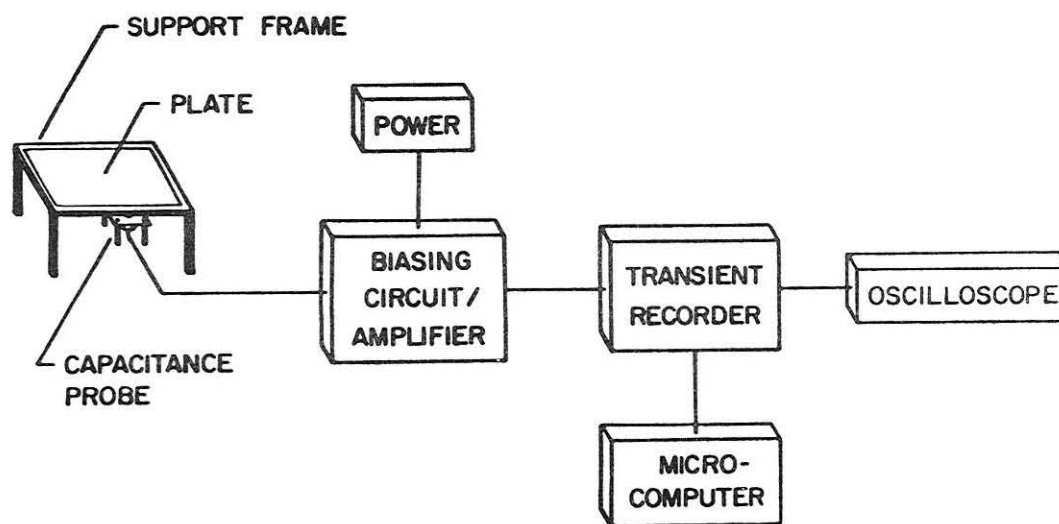 SUPPORT FRAME
PLATE
POWER
BIASING
CIRCUIT/
AMPLIFIER
TRANSIENT
RECORDER
OSCILLOSCOPE
CAPACITANCE
PROBE
MICRO-
COMPUTER